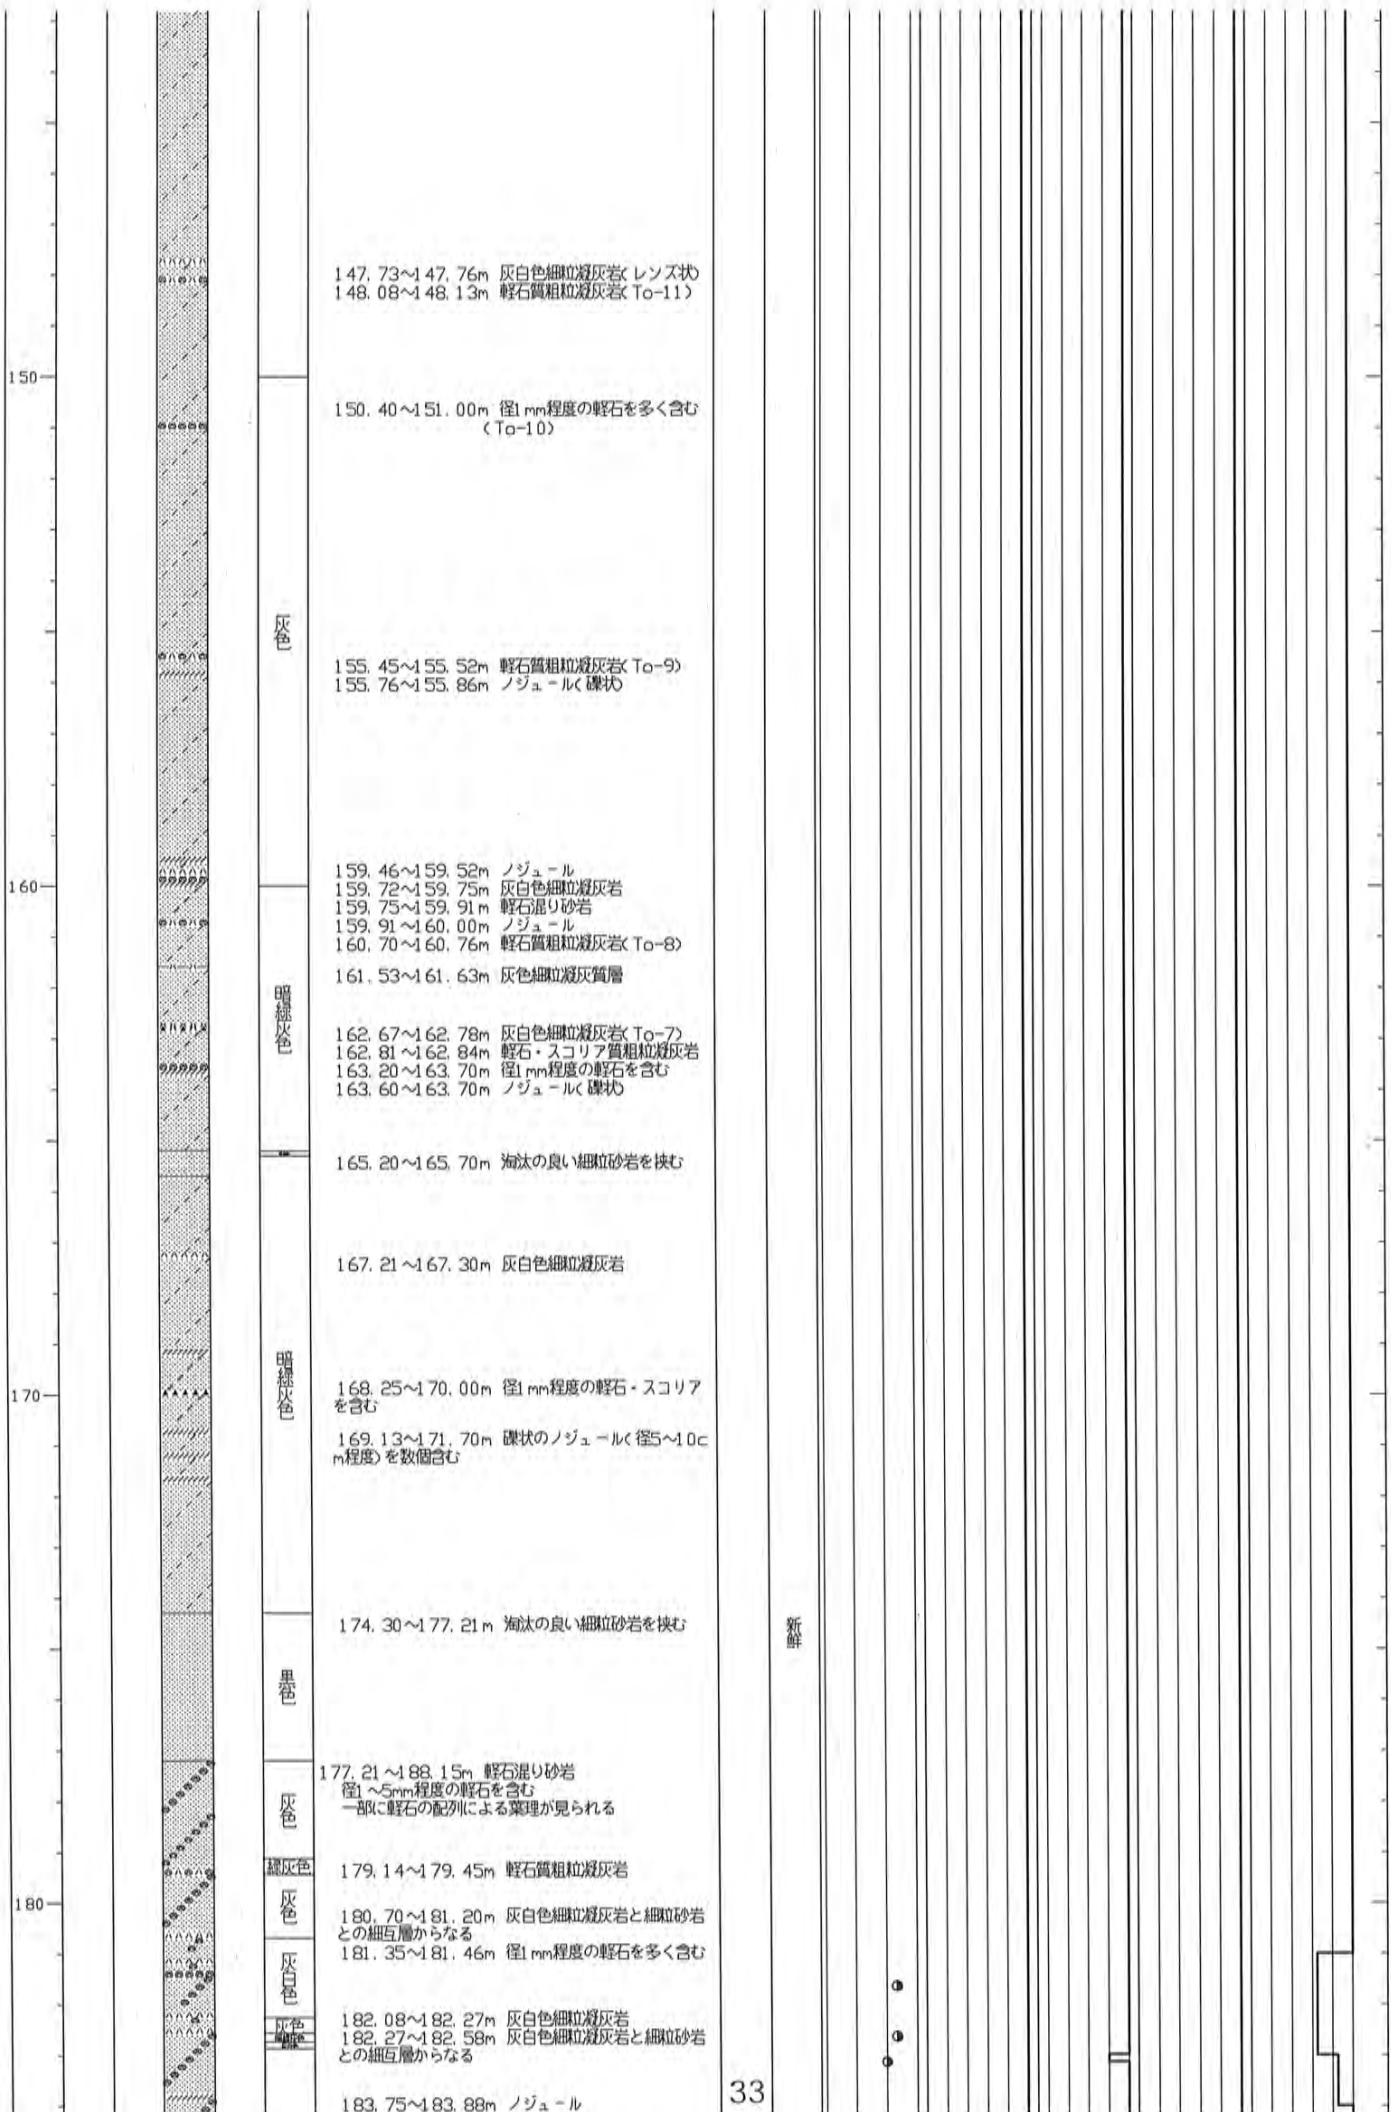 147.73~147.76m 灰白色細粒凝灰岩(レンズ状)
148.08~148.13m 軽石質粗粒凝灰岩(To-11)
150
150.40~151.00m 径1mm程度の軽石を多く含む
(To-10)
灰色
155.45~155.52m 軽石質粗粒凝灰岩(To-9)
155.76~155.86m ノジュール(礫状)
159.46~159.52m ノジュール
160
159.72~159.75m 灰白色細粒凝灰岩
159.75~159.91m 軽石混り砂岩
159.91~160.00m ノジュール
160.70~160.76m 軽石質粗粒凝灰岩(To-8)
161.53~161.63m 灰色細粒凝灰質層
暗緑灰色
162.67~162.78m 灰白色細粒凝灰岩(To-7)
162.81~162.84m 軽石・スコリア質粗粒凝灰岩
163.20~163.70m 径1mm程度の軽石を含む
163.60~163.70m ノジュール(礫状)
165.20~165.70m 淘汰の良い細粒砂岩を挟む
167.21~167.30m 灰白色細粒凝灰岩
暗緑灰色
170
168.25~170.00m 径1mm程度の軽石・スコリア
を含む
169.13~171.70m 礫状のノジュール(径5~10c
m程度)を数個含む
174.30~177.21m 淘汰の良い細粒砂岩を挟む
新鮮
黒色
177.21~188.15m 軽石混り砂岩
径1~5mm程度の軽石を含む
一部に軽石の配列による葉理が見られる
灰色
緑灰色
179.14~179.45m 軽石質粗粒凝灰岩
180
灰色
180.70~181.20m 灰白色細粒凝灰岩と細粒砂岩
との細互層からなる
181.35~181.46m 径1mm程度の軽石を多く含む
灰白色
182.08~182.27m 灰白色細粒凝灰岩
灰色
182.27~182.58m 灰白色細粒凝灰岩と細粒砂岩
との細互層からなる
183.75~183.88m ノジュール
33